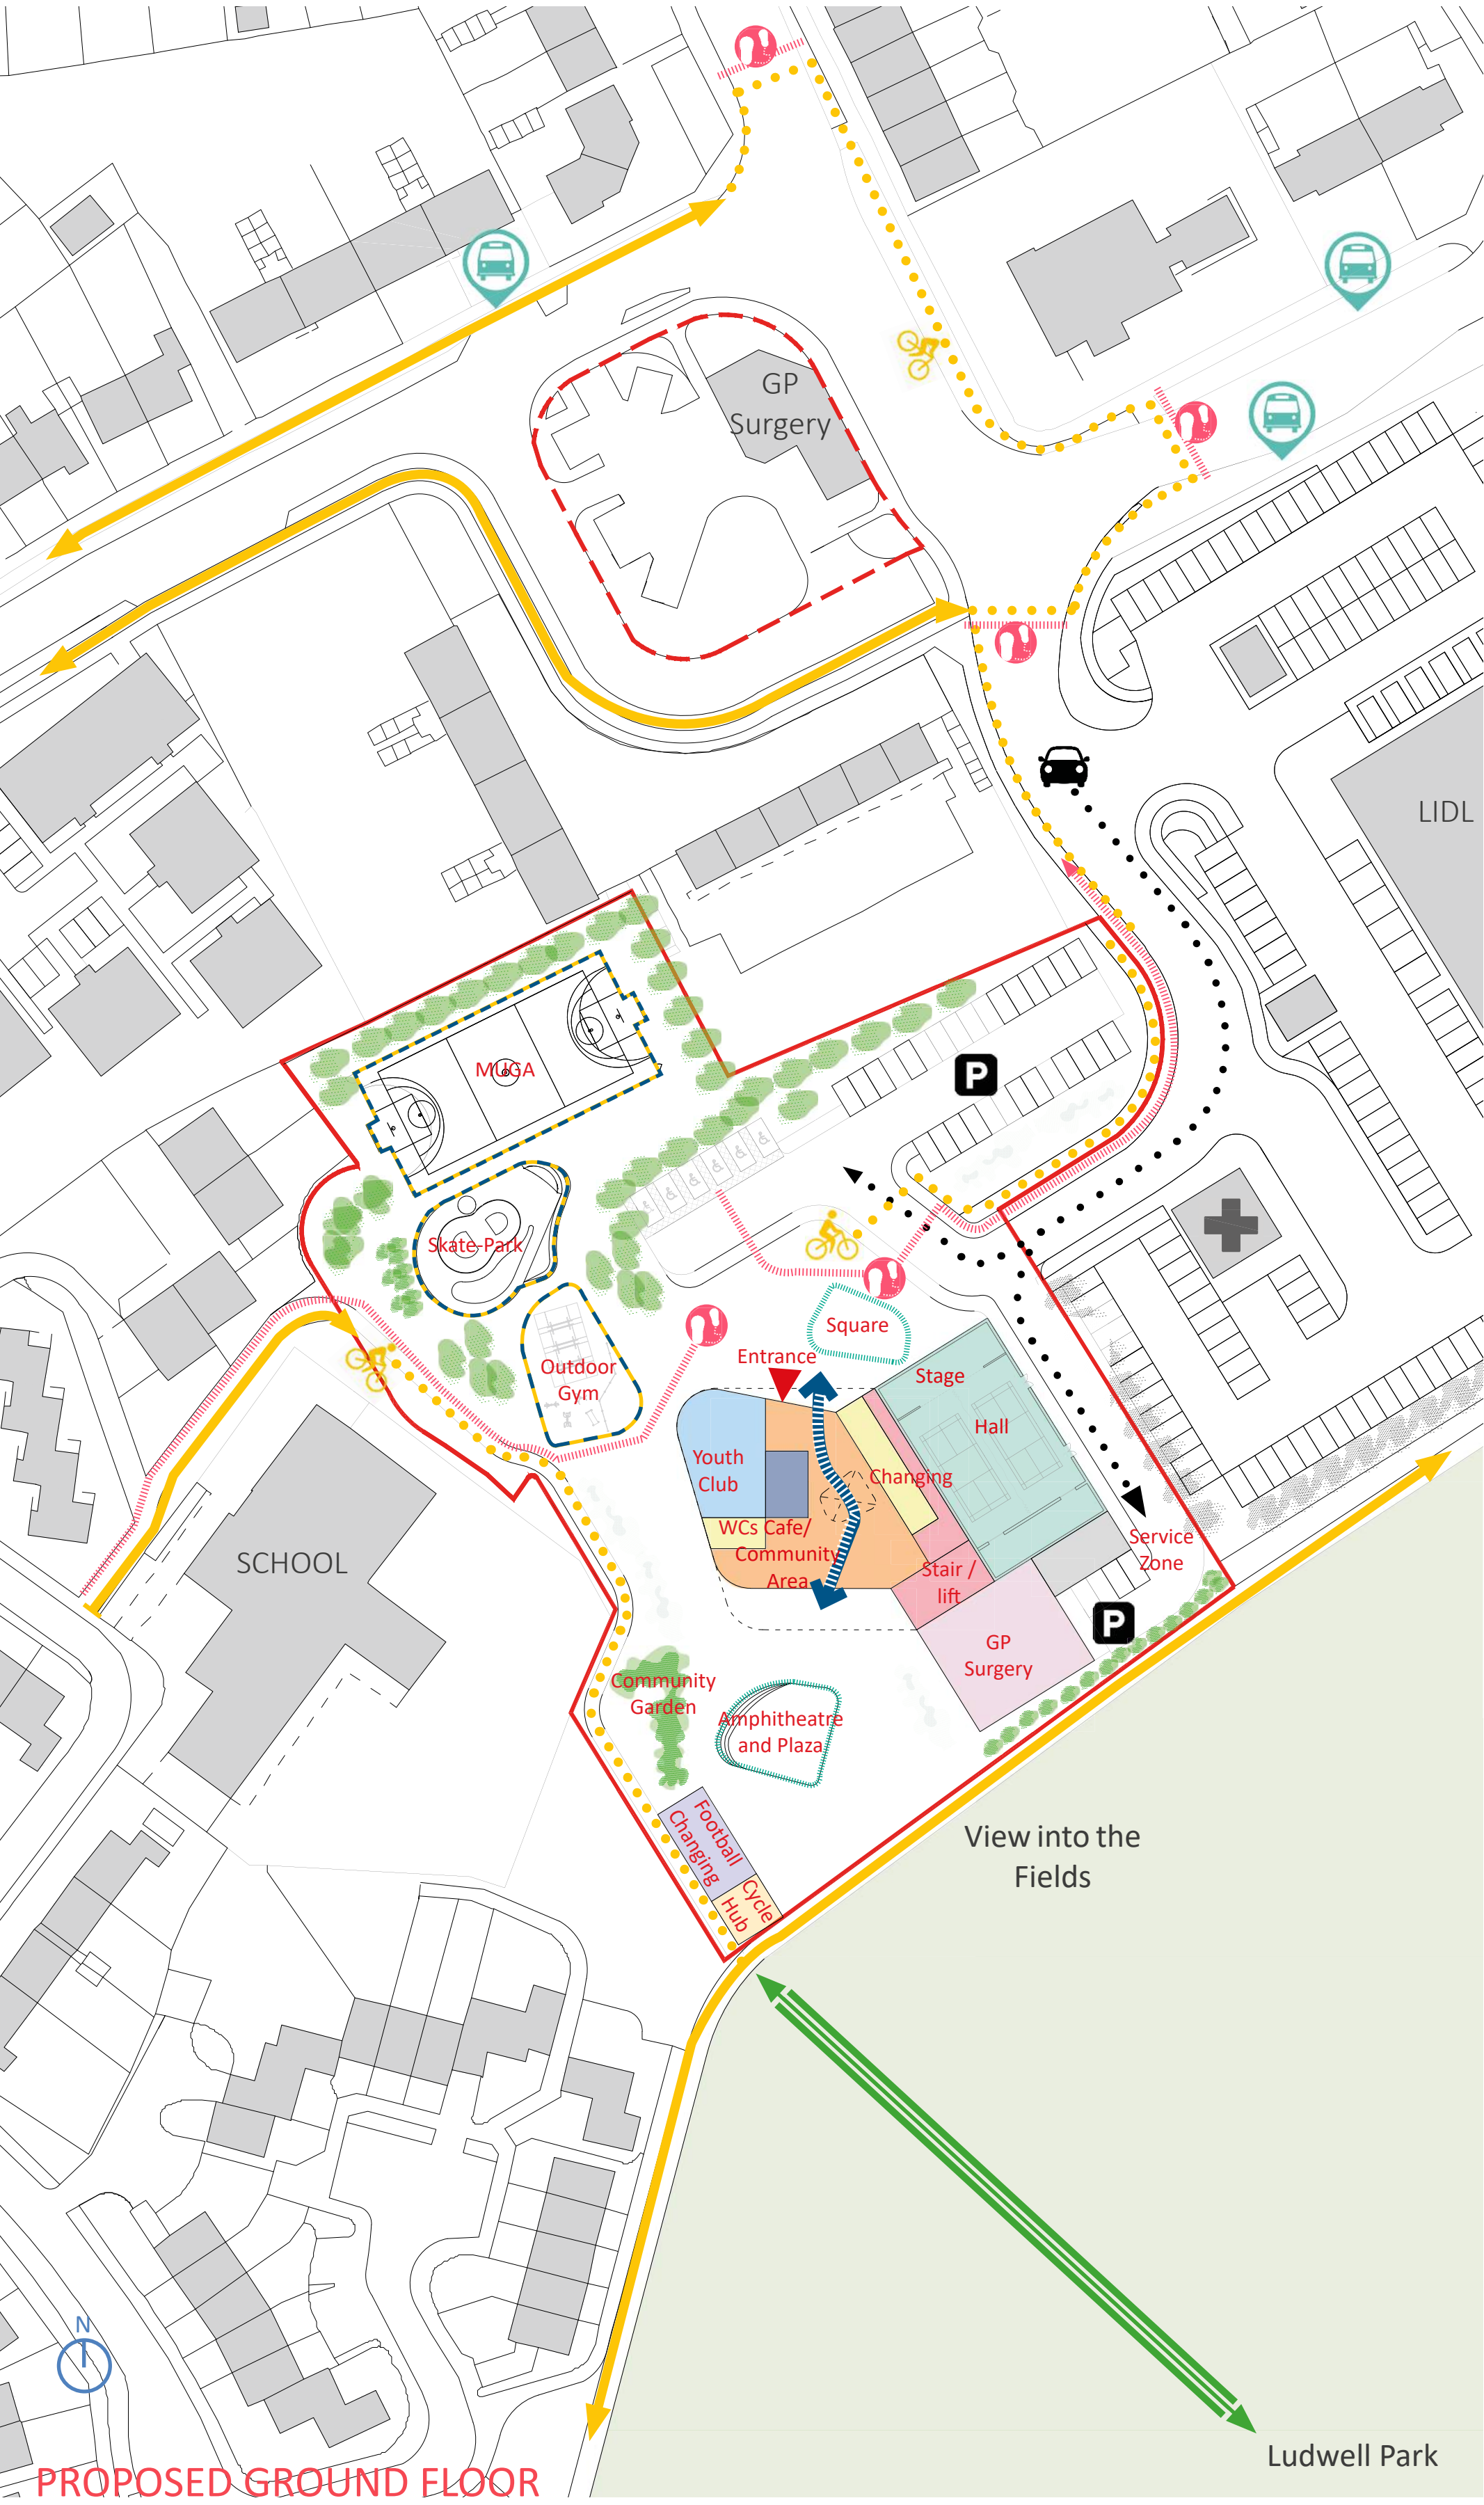 GP
Surgery
LIDL
P
MUGA
Skate-Park
Square
Entrance
Outdoor
Gym
Stage
Hall
Youth
Club
Changing
WCs Cafe/
Community
Area
Stair /
lift
Service
Zone
SCHOOL
P
GP
Surgery
Community
Garden
Amphitheatre
and Plaza
Football
Changing
Cycle
Hub
View into the
Fields
N
Ludwell Park
PROPOSED GROUND FLOOR